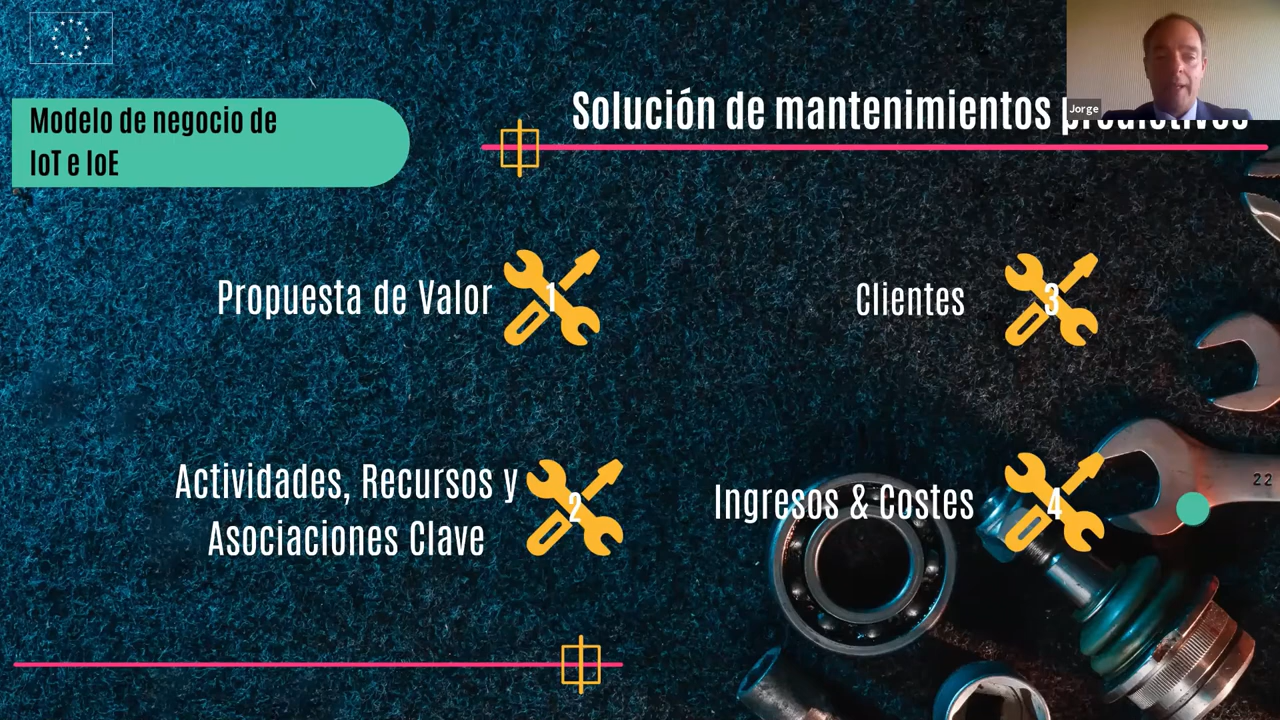 Modelo de negocio de
IoT e IoE
Solución de mantenimientos predictivos
Jorge
Propuesta de Valor
1
Clientes
3
Actividades, Recursos y
Asociaciones Clave
2
Ingresos & Costes
4
22